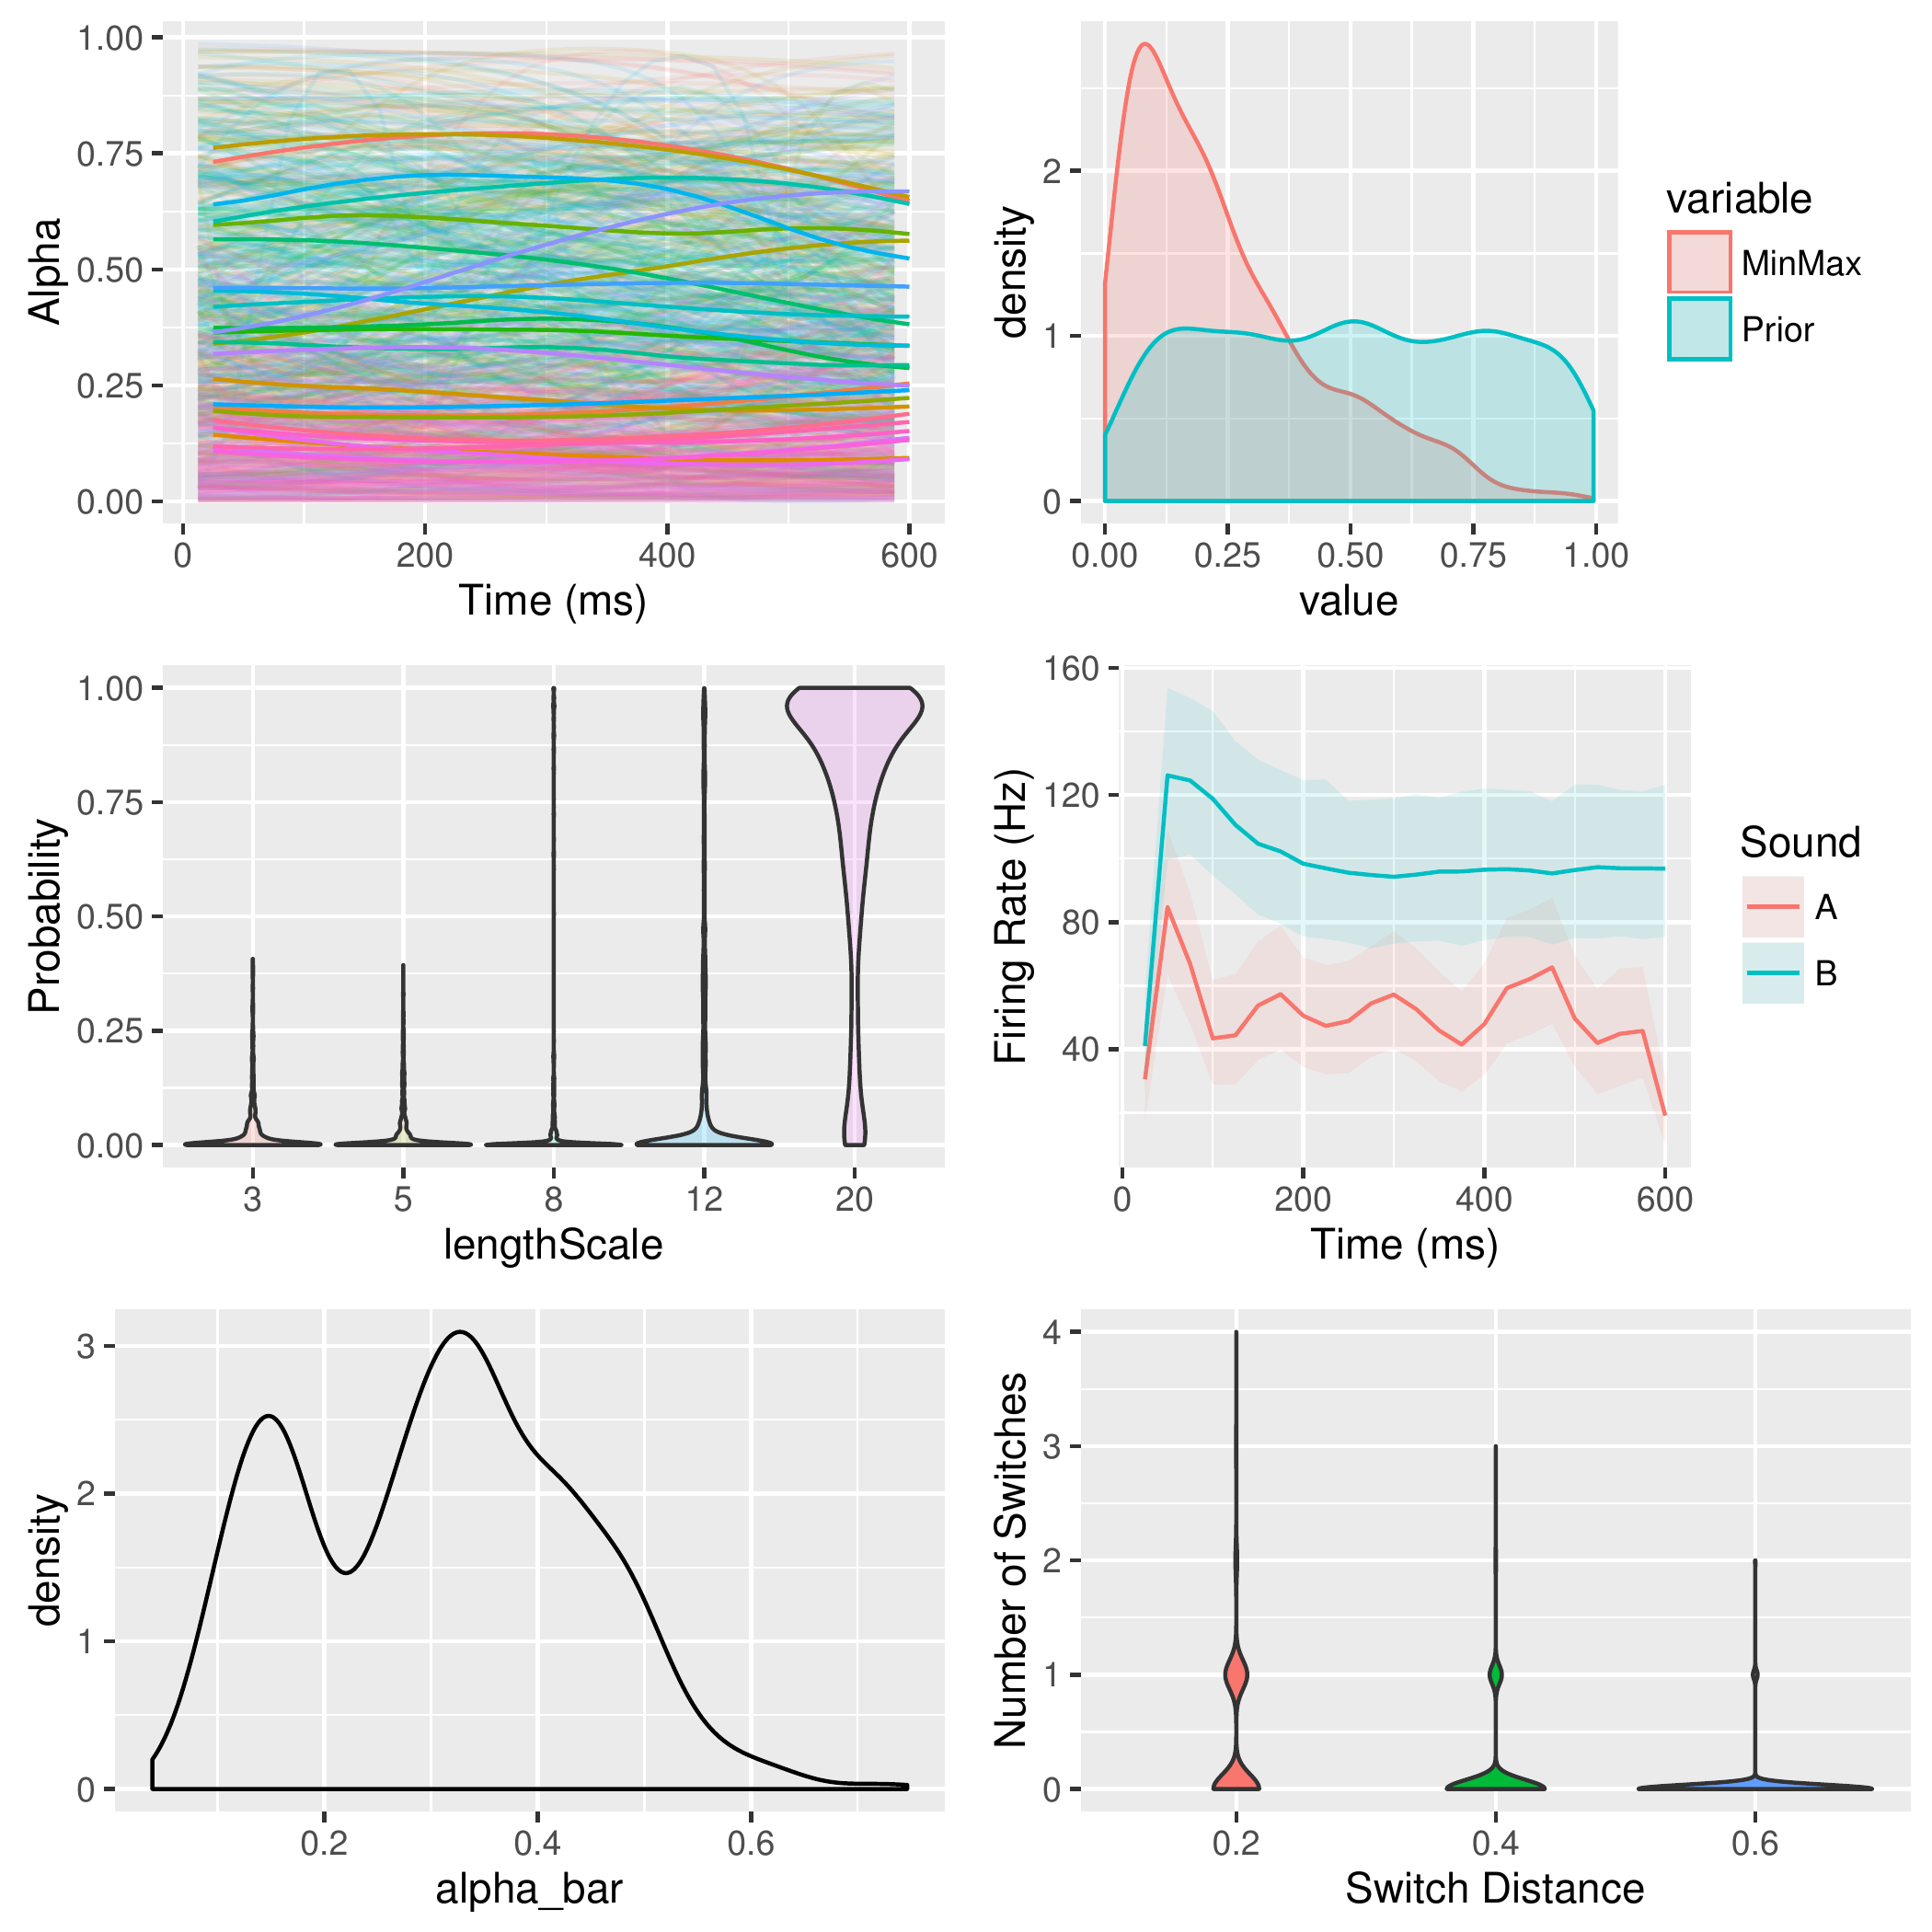 1.00
0.75
0.50
0.25
0.00
Alpha
0
200
400
600
Time (ms)
2
1
0
density
0.00
0.25
0.50
0.75
1.00
value
variable
MinMax
Prior
1.00
0.75
0.50
0.25
0.00
Probability
3
5
8
12
20
lengthScale
160
120
80
40
Firing Rate (Hz)
0
200
400
600
Time (ms)
Sound
A
B
3
2
1
0
density
0.2
0.4
0.6
alpha_bar
4
3
2
1
0
Number of Switches
0.2
0.4
0.6
Switch Distance